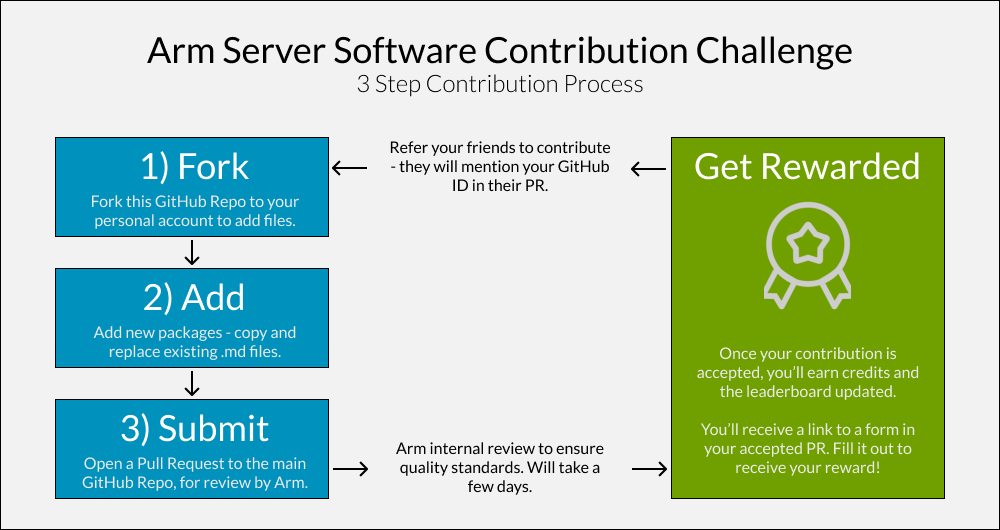 Arm Server Software Contribution Challenge
3 Step Contribution Process
1) Fork
Fork this GitHub Repo to your
personal account to add files.
2) Add
Add new packages - copy and
replace existing .md files.
3) Submit
Open a Pull Request to the main
GitHub Repo, for review by Arm.
Arm internal review to ensure
quality standards. Will take a
few days.
Get Rewarded
Once your contribution is
accepted, you'll earn credits and
the leaderboard updated.
You'll receive a link to a form in
your accepted PR. Fill it out to
receive your reward!
Refer your friends to contribute
- they will mention your GitHub
ID in their PR.